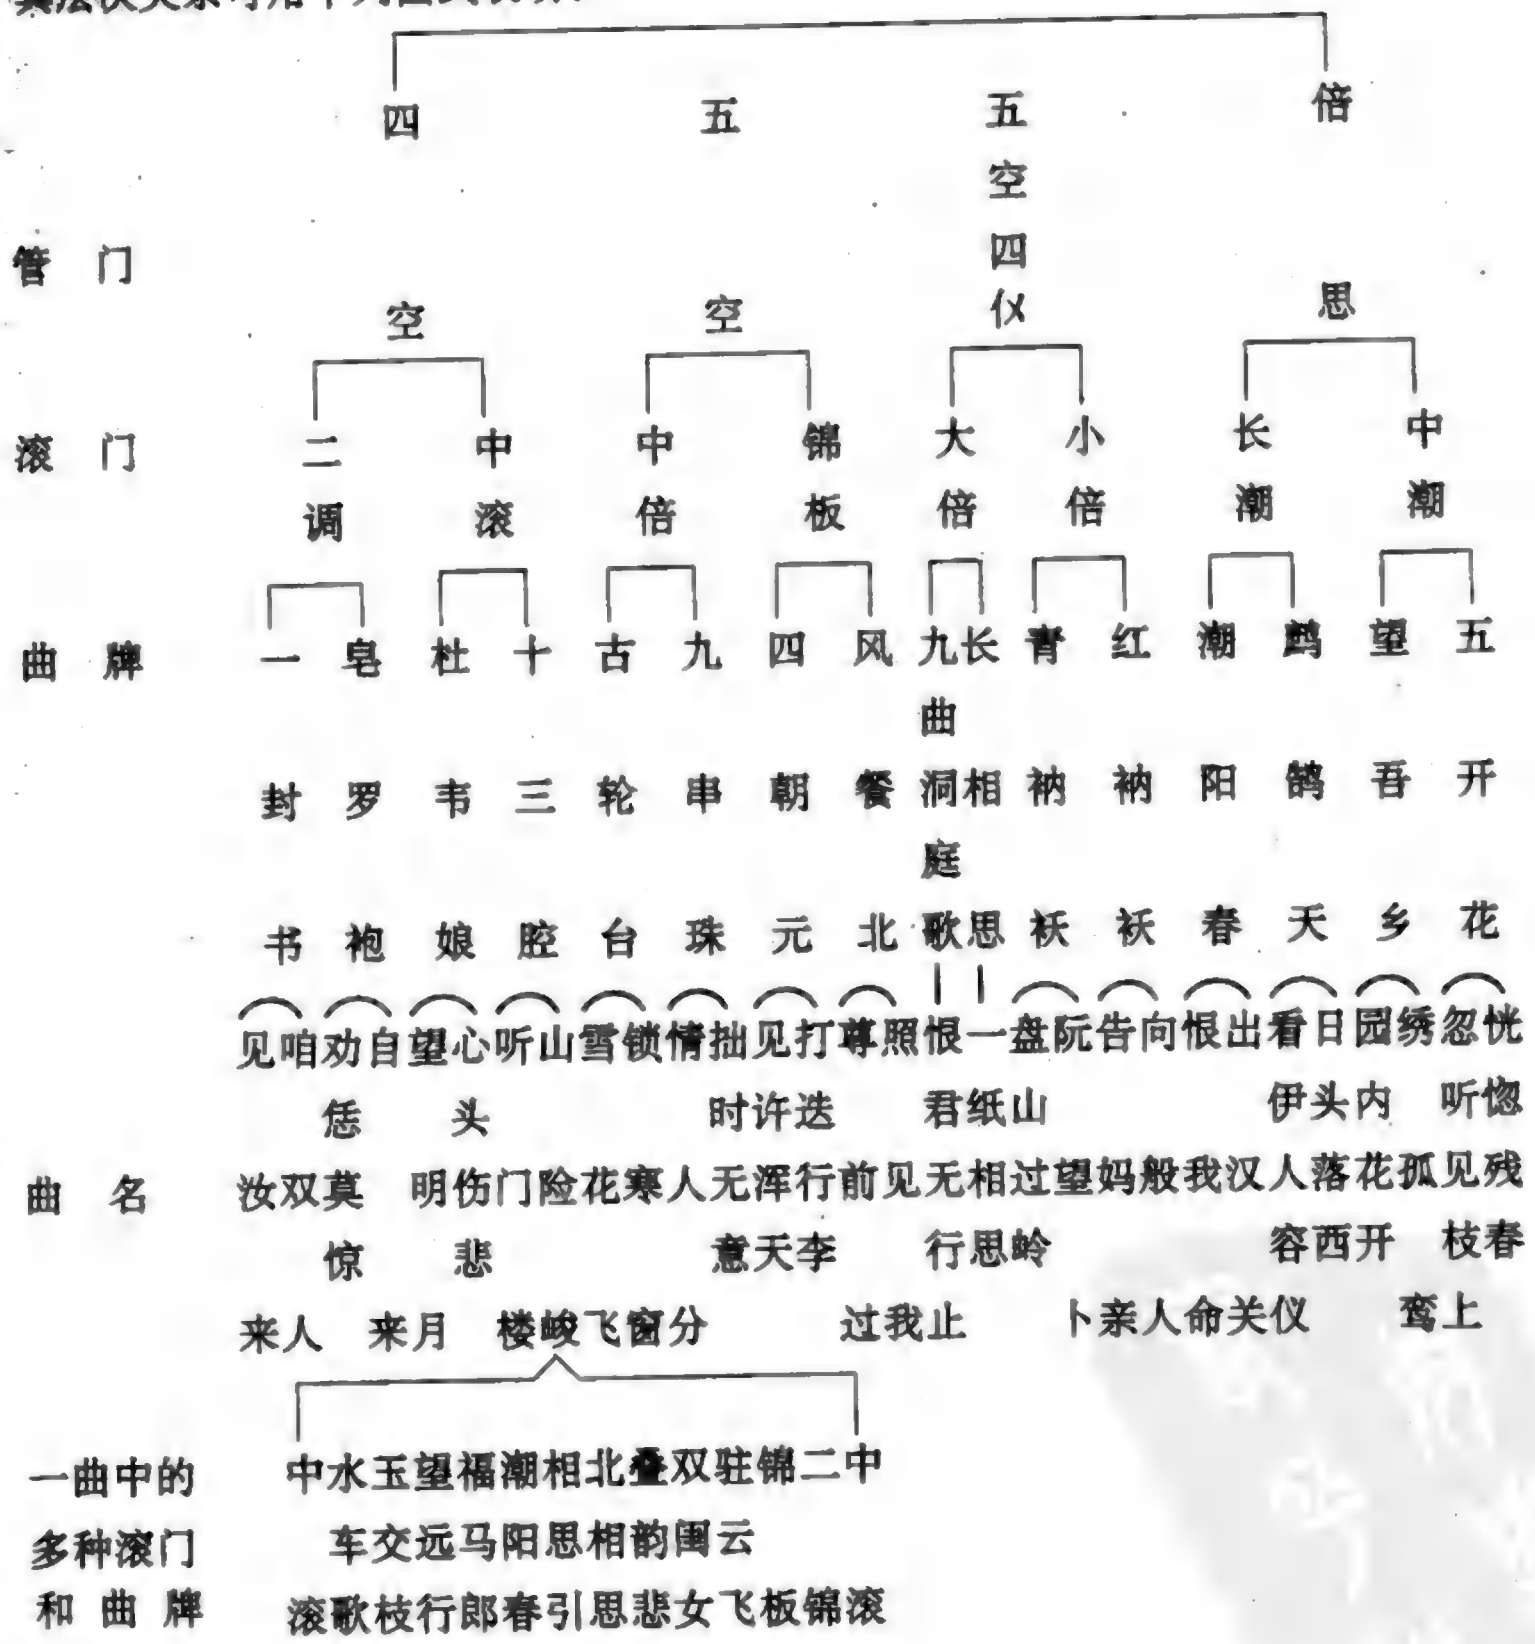 管门
四空
五空
五空四仪
倍思
滚门
二调
中滚
中倍
锦板
大倍
小倍
长潮
中潮
曲牌
一封书
皂罗袍
杜韦娘
十三腔
古轮台
九串珠
四朝元
风餐北
九曲洞庭歌
长相思
青衲袄
红衲袄
潮阳春
鹧鸪天
望吾乡
五开花
曲名
见汝来
咱双人
劝恁莫惊
自来
望明月
心头伤悲
听门楼
山险峻
雪花飞
锁寒窗
情人分
拙时无意
见许浑天
打迭行李
尊前过
照见我
恨君无行止
一纸相思
盘山过岭
阮望卜
告妈亲
向般人
恨我命
出汉关
看伊人容仪
日头落西
园内花开
绣孤鸾
忽听见枝上
恍惚残春
一曲中的
多种滚门
和曲牌
中滚
水车歌
玉交枝
望远行
福马郎
潮阳春
相思引
北相思
叠韵悲
双闺女
驻云飞
锦板
二锦
中滚